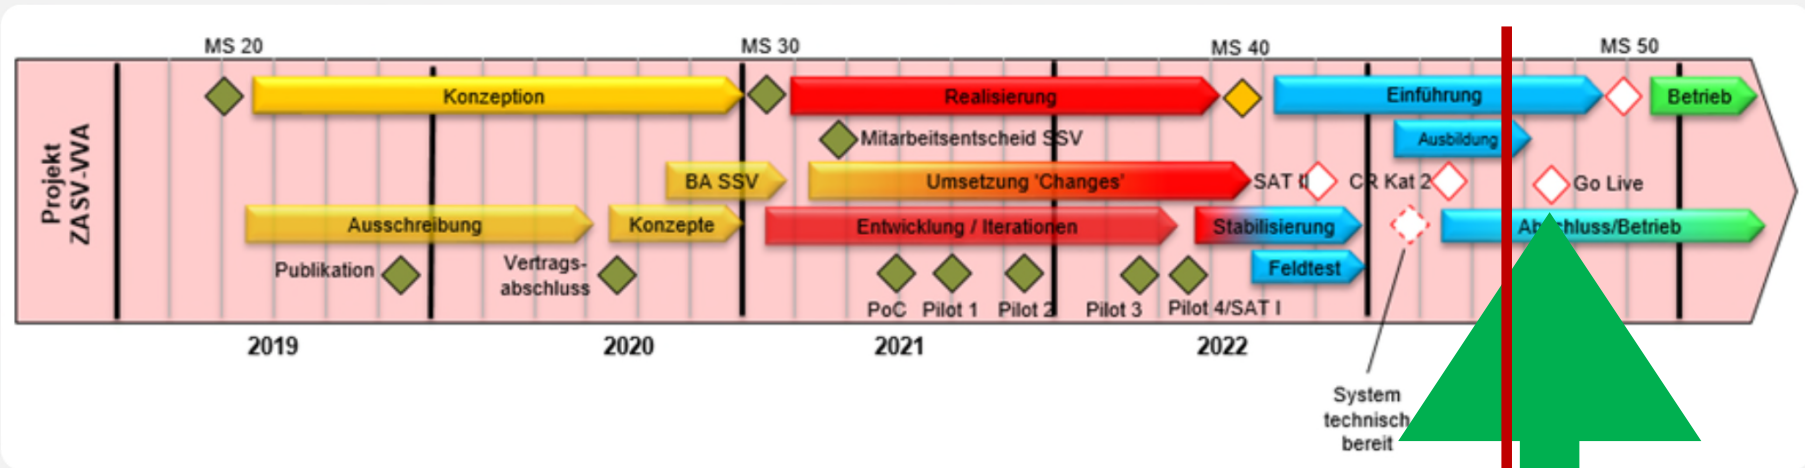 MS 20
MS 30
MS 40
MS 50
Projekt
ZASV-VVA
Konzeption
Realisierung
Einführung
Betrieb
Mitarbeitsentscheid SSV
Ausbildung
BA SSV
Umsetzung 'Changes'
SAT II
CR Kat 2
Go Live
Ausschreibung
Konzepte
Entwicklung / Iterationen
Stabilisierung
Abschluss/Betrieb
Publikation
Vertrags-
abschluss
Feldtest
PoC
Pilot 1
Pilot 2
Pilot 3
Pilot 4/SAT I
2019
2020
2021
2022
System
technisch
bereit